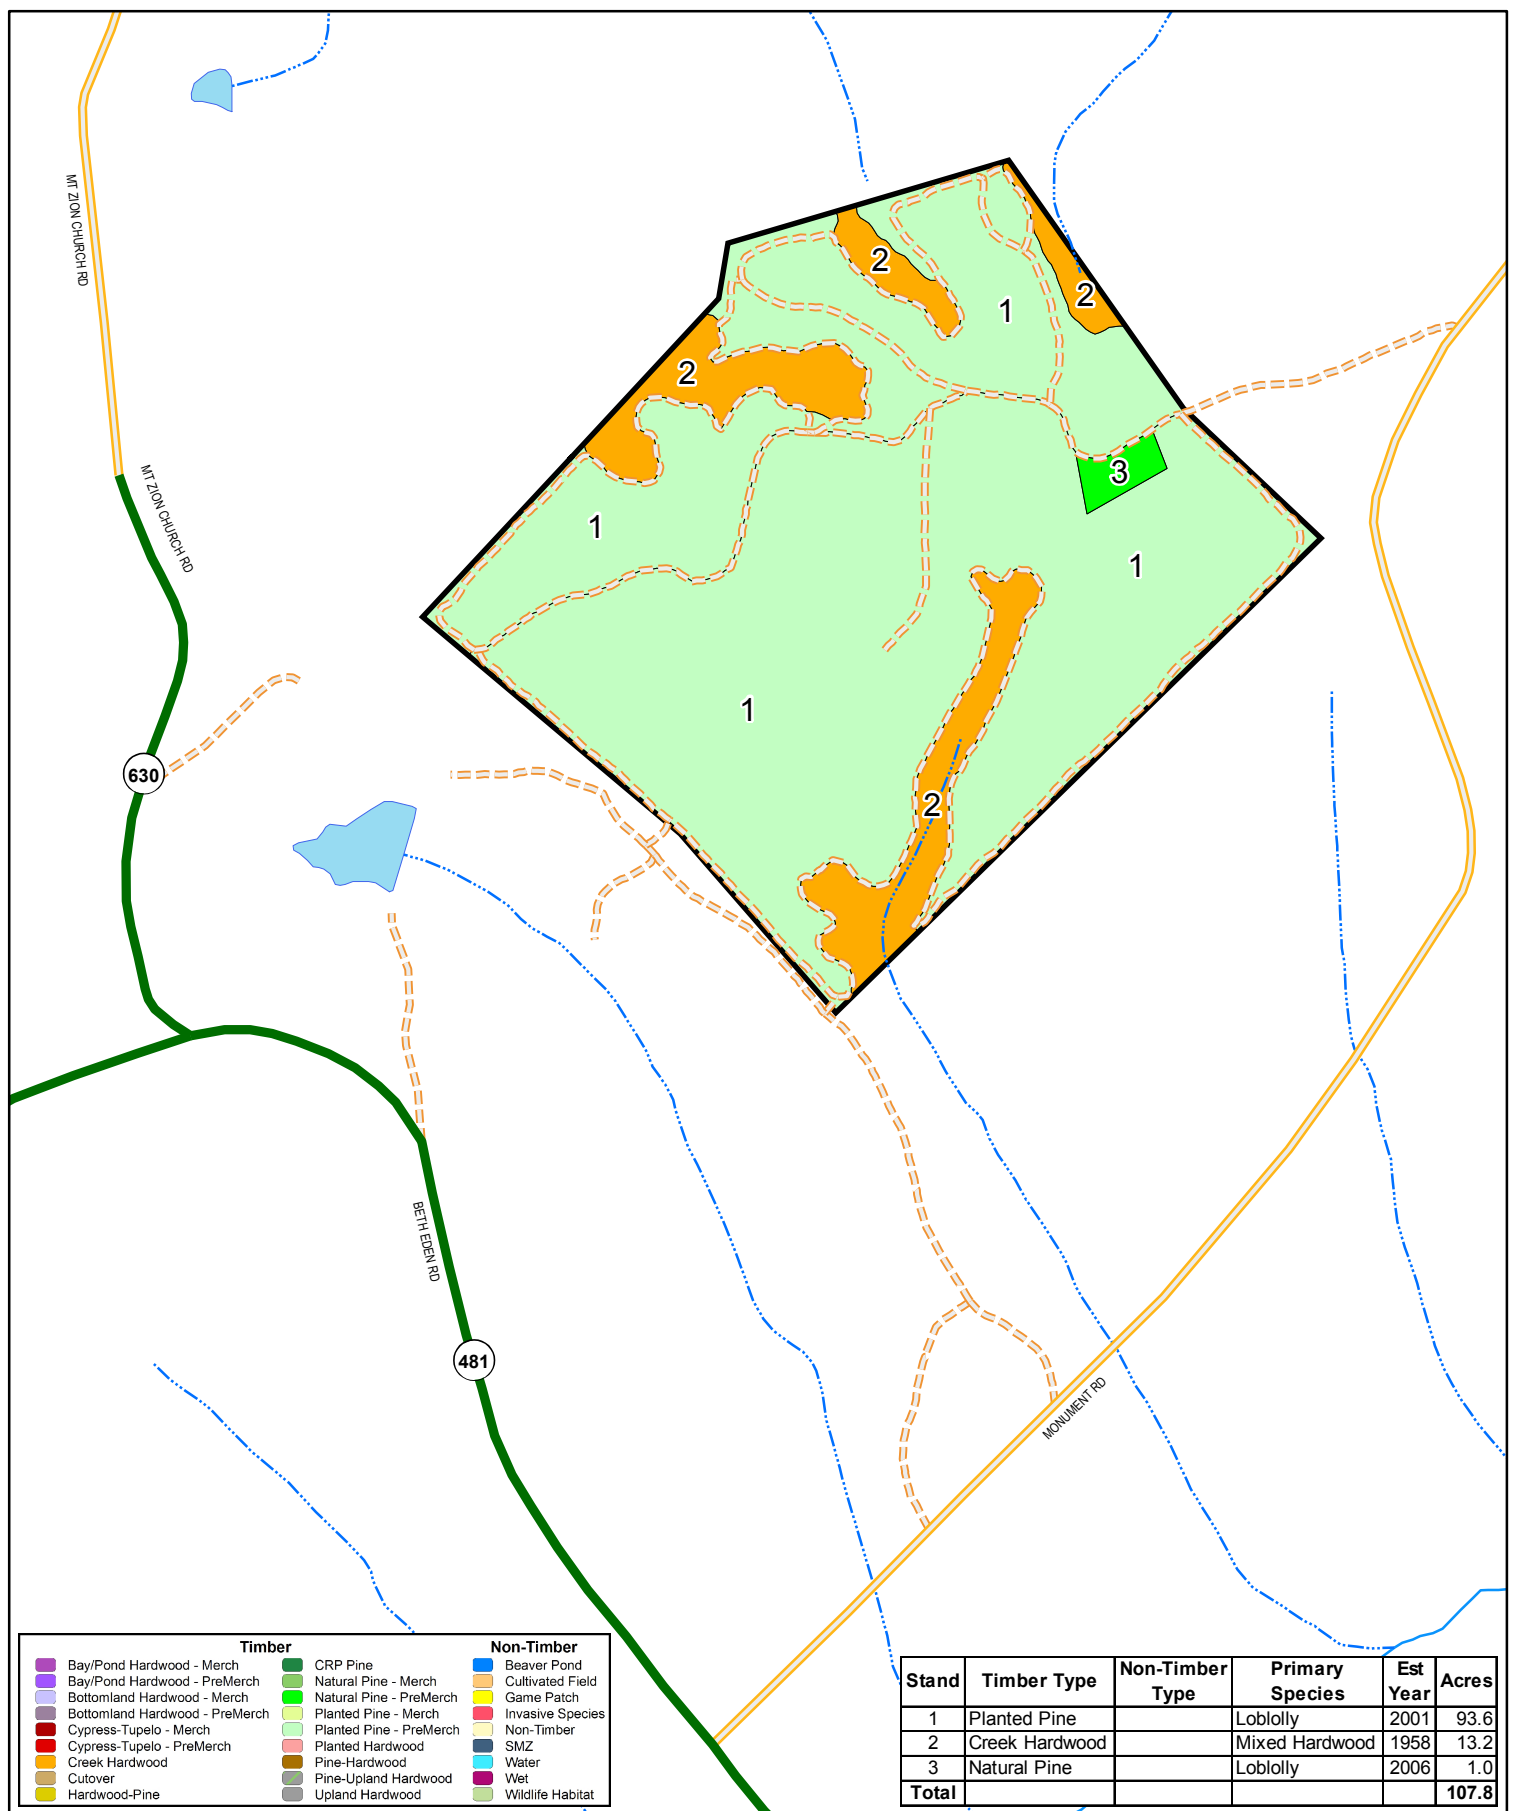 MT ZION CHURCH RD
MT ZION CHURCH RD
2
2
1
2
3
1
1
1
2
630
BETH EDEN RD
481
MONUMENT RD
Timber
Non-Timber
Bay/Pond Hardwood - Merch
Bay/Pond Hardwood - PreMerch
Bottomland Hardwood - Merch
Bottomland Hardwood - PreMerch
Cypress-Tupelo - Merch
Cypress-Tupelo - PreMerch
Creek Hardwood
Cutover
Hardwood-Pine
CRP Pine
Natural Pine - Merch
Natural Pine - PreMerch
Planted Pine - Merch
Planted Pine - PreMerch
Planted Hardwood
Pine-Hardwood
Pine-Upland Hardwood
Upland Hardwood
Beaver Pond
Cultivated Field
Game Patch
Invasive Species
Non-Timber
SMZ
Water
Wet
Wildlife Habitat
Stand Timber Type Non-Timber Type Primary Species Est Year Acres
1 Planted Pine Loblolly 2001 93.6
2 Creek Hardwood Mixed Hardwood 1958 13.2
3 Natural Pine Loblolly 2006 1.0
Total 107.8